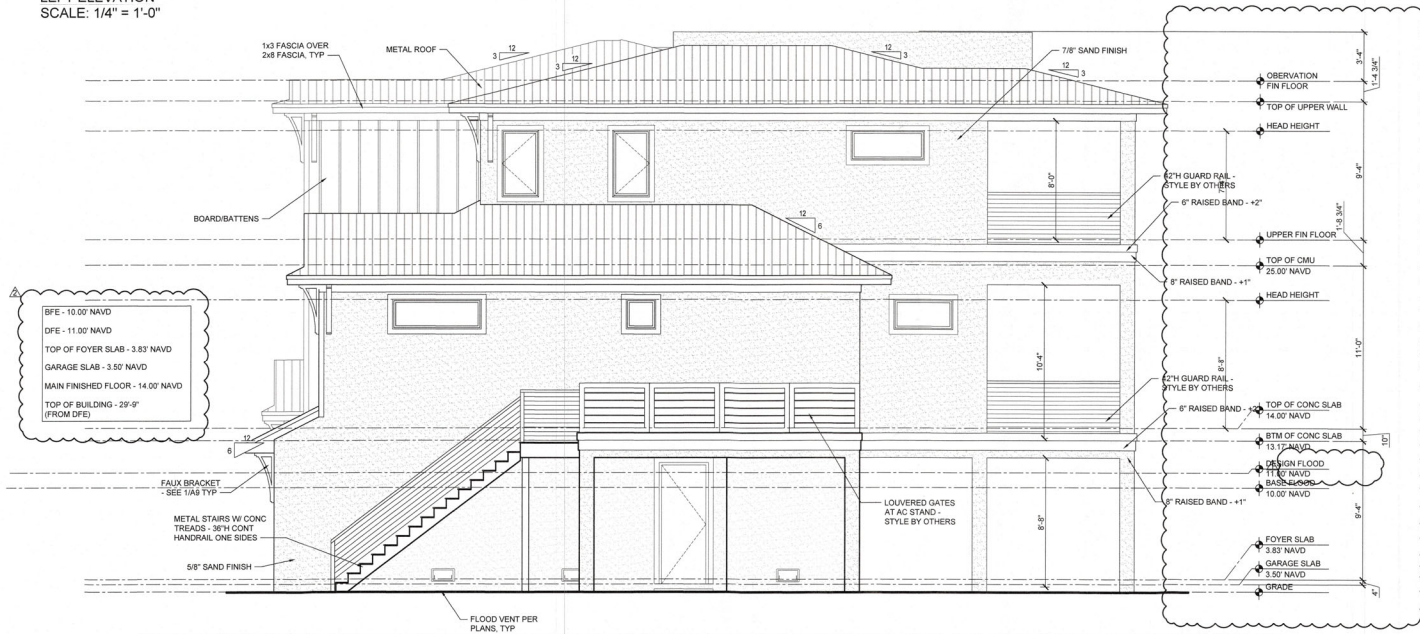 LEFT ELEVATION
SCALE: 1/4" = 1'-0"
1x3 FASCIA OVER
2x8 FASCIA, TYP
METAL ROOF
12
3
12
3
12
3
12
3
7/8" SAND FINISH
3'-4"
1'-4 3/4"
OBERVATION
FIN FLOOR
TOP OF UPPER WALL
HEAD HEIGHT
8'-0"
42"H GUARD RAIL -
STYLE BY OTHERS
9'-4"
6" RAISED BAND - +2"
BOARD/BATTENS
12
6
1'-8 3/4"
UPPER FIN FLOOR
TOP OF CMU
25.00' NAVD
8" RAISED BAND - +1"
HEAD HEIGHT
2
BFE - 10.00' NAVD
DFE - 11.00' NAVD
TOP OF FOYER SLAB - 3.83' NAVD
GARAGE SLAB - 3.50' NAVD
MAIN FINISHED FLOOR - 14.00' NAVD
TOP OF BUILDING - 29'-9"
(FROM DFE)
10'-4"
8'-8"
11'-0"
42"H GUARD RAIL -
STYLE BY OTHERS
6" RAISED BAND - +2"
TOP OF CONC SLAB
14.00' NAVD
12
6
BTM OF CONC SLAB
13.17' NAVD
10"
DESIGN FLOOD
11.00' NAVD
BASE FLOOD
10.00' NAVD
FAUX BRACKET
- SEE 1/A9 TYP
LOUVERED GATES
AT AC STAND -
STYLE BY OTHERS
8" RAISED BAND - +1"
9'-4"
METAL STAIRS W/ CONC
TREADS - 36"H CONT
HANDRAIL ONE SIDES
8'-8"
5/8" SAND FINISH
FOYER SLAB
3.83' NAVD
GARAGE SLAB
3.50' NAVD
GRADE
4"
FLOOD VENT PER
PLANS, TYP